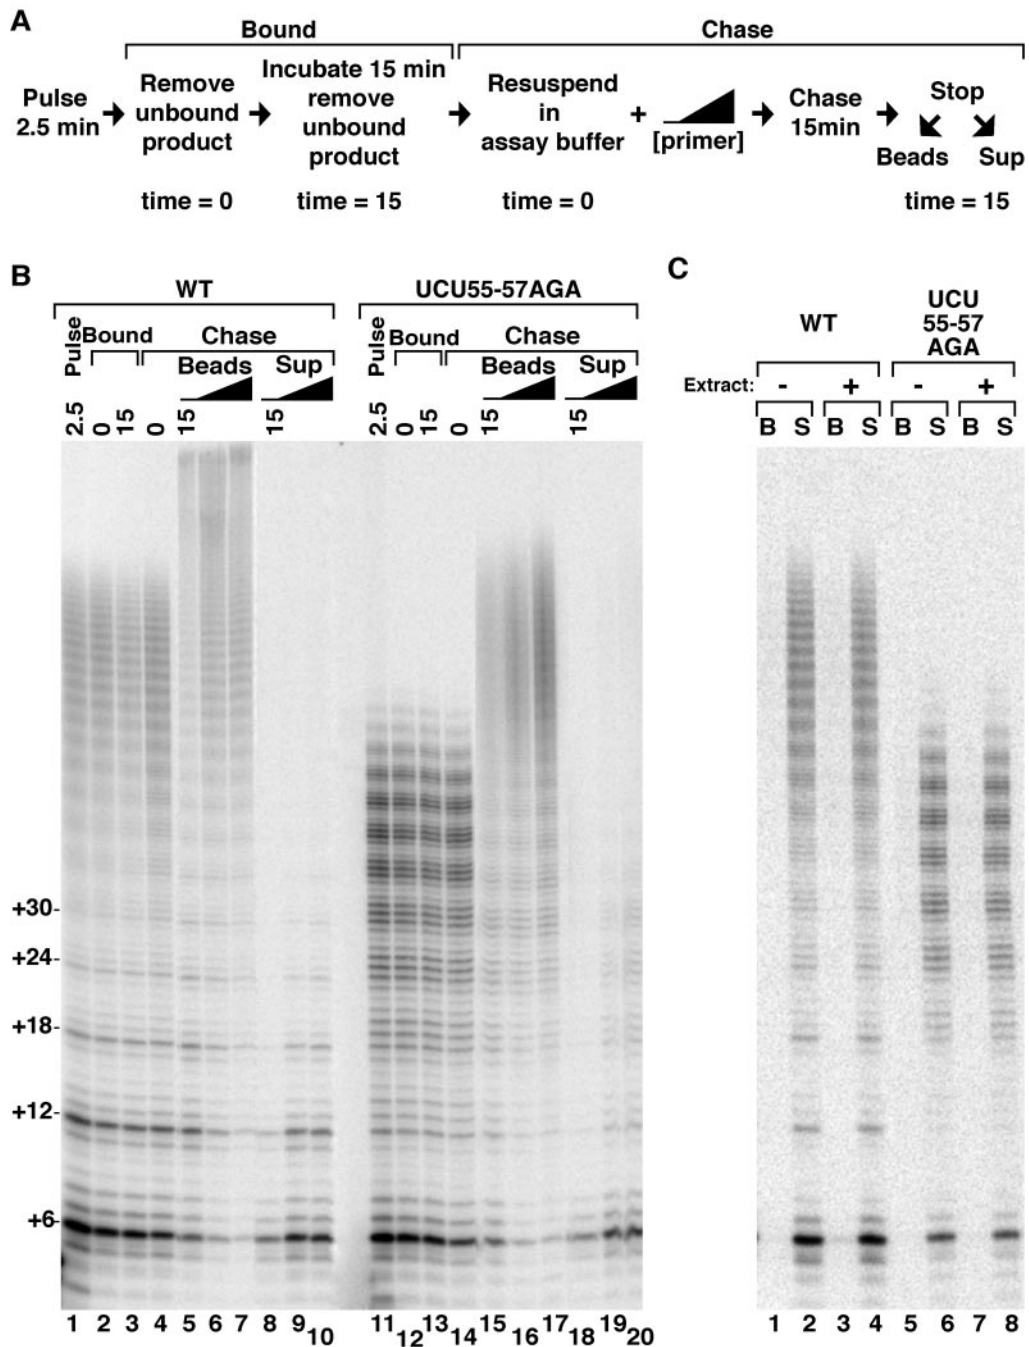 A
Bound
Chase
Pulse
2.5 min
Remove
unbound
product
Incubate 15 min
remove
unbound
product
Resuspend
in
assay buffer
+
[primer]
Chase
15min
Stop
Beads
Sup
time = 0
time = 15
time = 0
time = 15
B
WT
UCU55-57AGA
Pulse
Bound
Chase
Beads
Sup
2.5
0
15
0
15
15
Pulse
Bound
Chase
Beads
Sup
2.5
0
15
0
15
15
+30-
+24-
+18-
+12-
+6-
1 2 3 4 5 6 7 8 9 10
11 12 13 14 15 16 17 18 19 20
C
WT
UCU
55-57
AGA
Extract: - + - +
B S B S B S B S
1 2 3 4 5 6 7 8